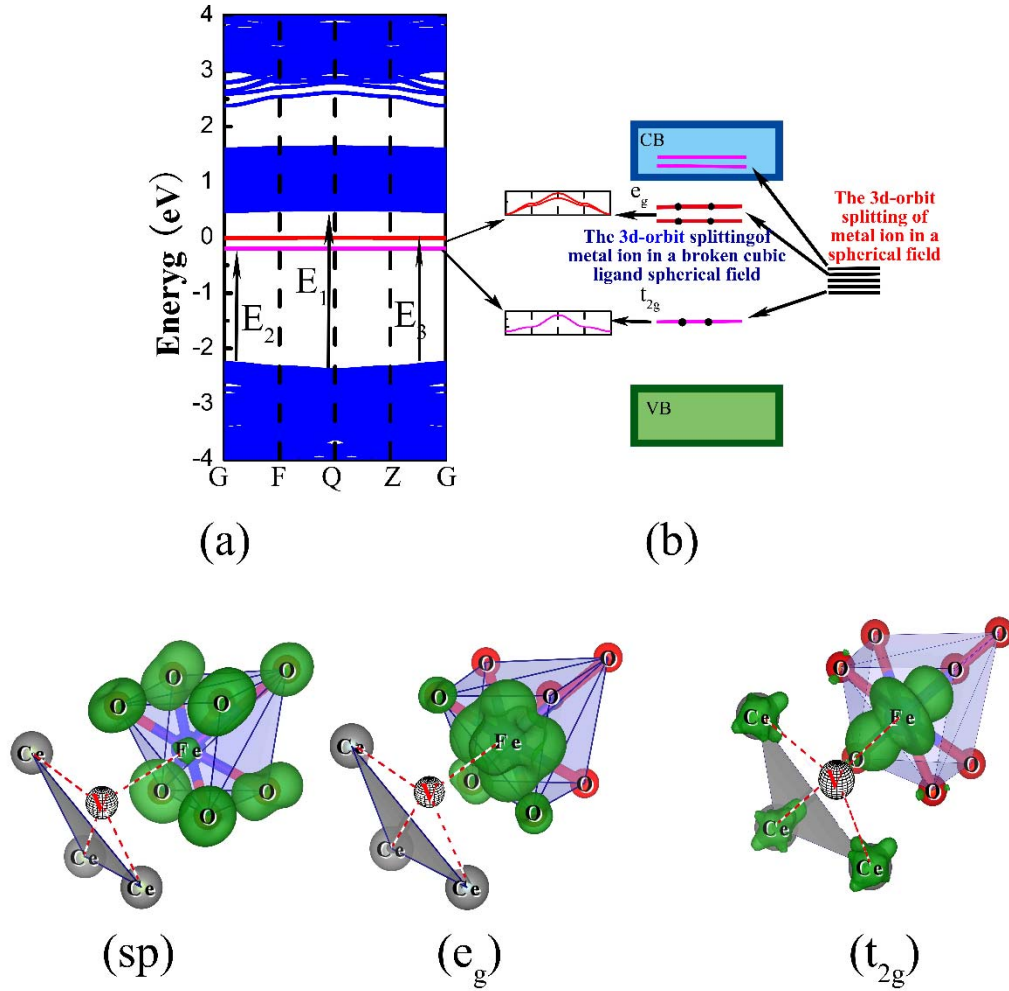 4
3
2
1
0
-1
-2
-3
-4
Eneryg (eV)
E2
E1
E3
G F Q Z G
(a)
CB
eg
The 3d-orbit splittingof
metal ion in a broken cubic
ligand spherical field
t2g
VB
The 3d-orbit
splitting of
metal ion in a
spherical field
(b)
O
O
O
O
Fe
O
O
O
Ce
V
Ce
Ce
(sp)
O
O
O
O
Fe
O
O
O
Ce
V
Ce
Ce
(eg)
O
O
O
O
Fe
O
O
O
Ce
V
Ce
Ce
(t2g)